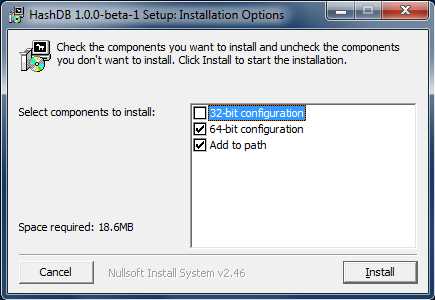 HashDB 1.0.0-beta-1 Setup: Installation Options
Check the components you want to install and uncheck the components
you don't want to install. Click Install to start the installation.
Select components to install:
32-bit configuration
64-bit configuration
Add to path
Space required: 18.6MB
Cancel
Nullsoft Install System v2.46
Install